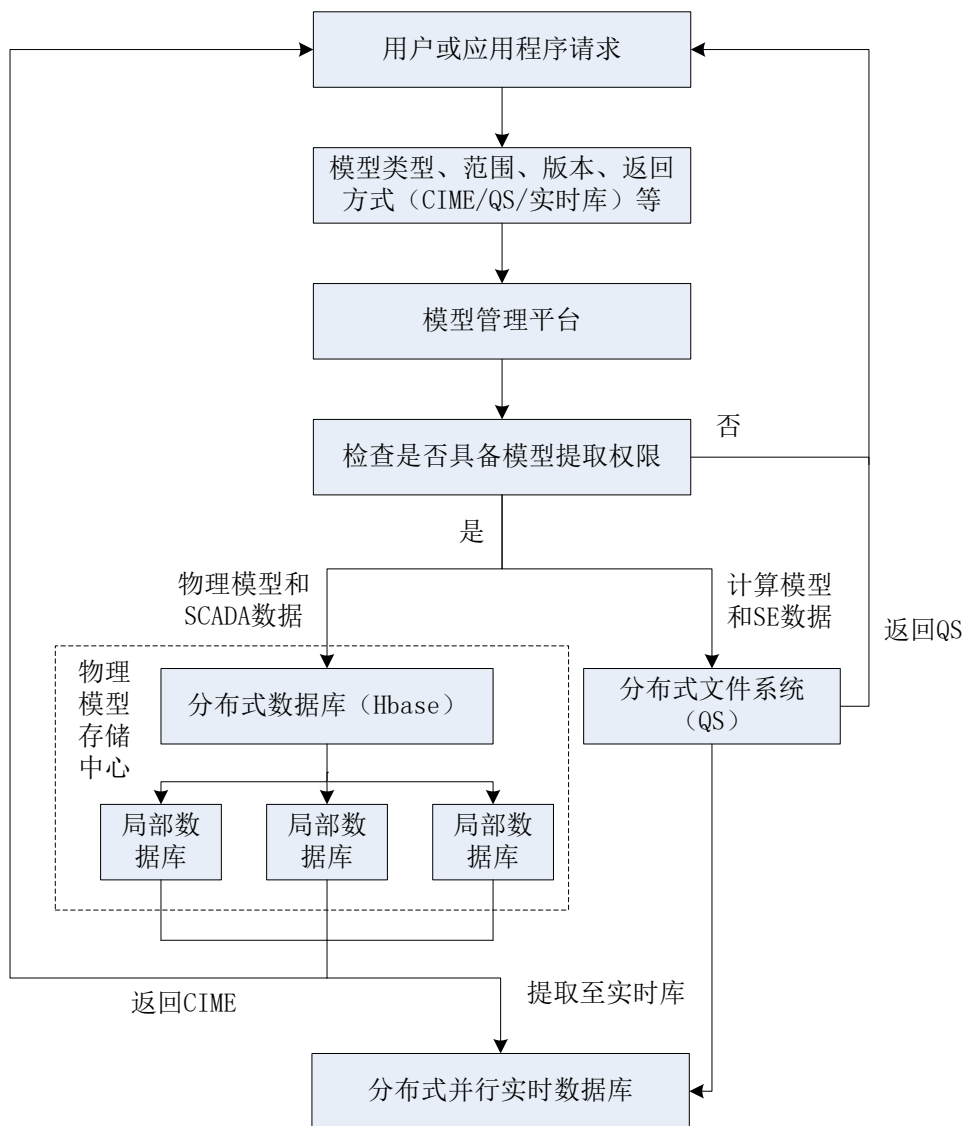 用户或应用程序请求
模型类型、范围、版本、返回
方式（CIME/QS/实时库）等
模型管理平台
检查是否具备模型提取权限
否
是
物理模型和
SCADA数据
计算模型
和SE数据
返回QS
物理
模型
存储
中心
分布式数据库（Hbase）
分布式文件系统
（QS）
局部数
据库
局部数
据库
局部数
据库
返回CIME
提取至实时库
分布式并行实时数据库